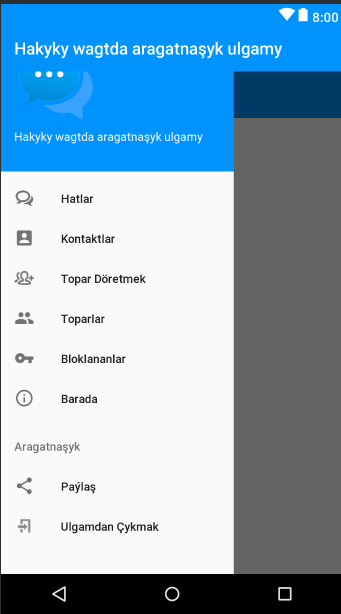 8:00
Hakyky wagtda aragatnaşyk ulgamy
Hakyky wagtda aragatnaşyk ulgamy
Hatlar
Kontaktlar
Topar Döretmek
Toparlar
Bloklananlar
Barada
Aragatnaşyk
Paýlaş
Ulgamdan Çykmak